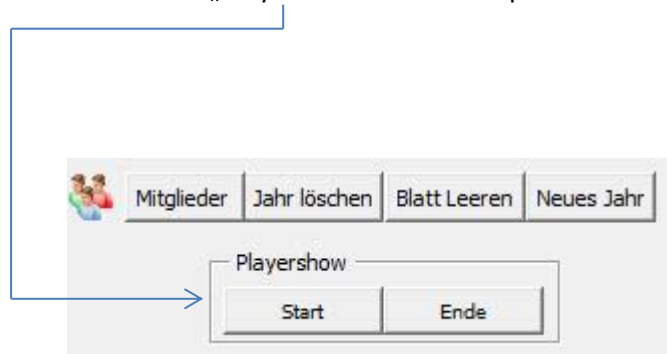 Mitglieder Jahr löschen Blatt Leeren Neues Jahr
Playershow
Start Ende